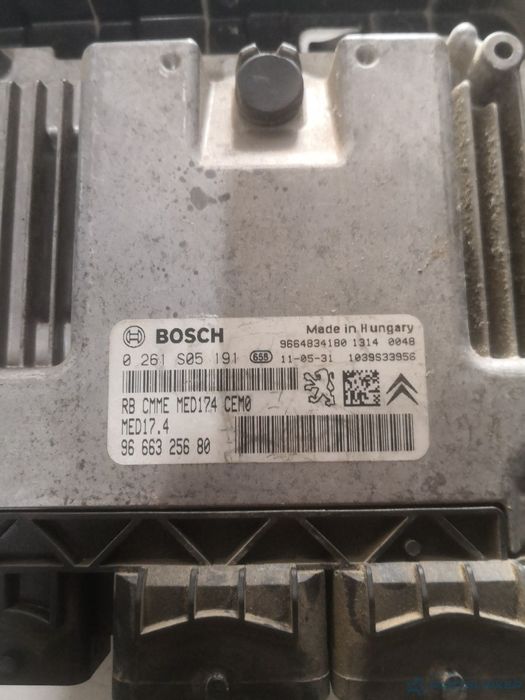 BOSCH
Made in Hungary
9664834180 1314 0048
0 261 S05 191 658 11-05-31 1039S33956
RB CMME MED174 CEM0
MED17.4
96 663 256 80